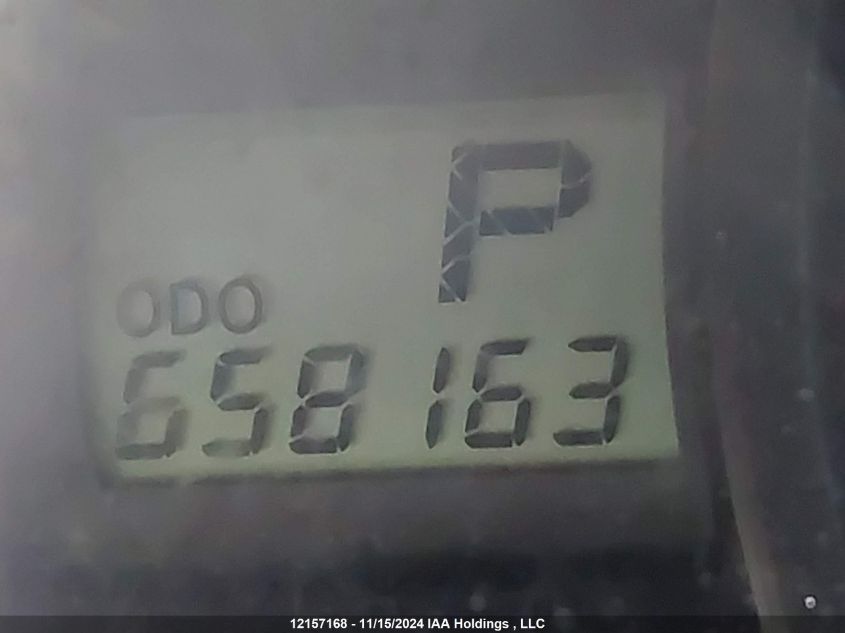 P
ODO
658163
12157168 - 11/15/2024 IAA Holdings , LLC